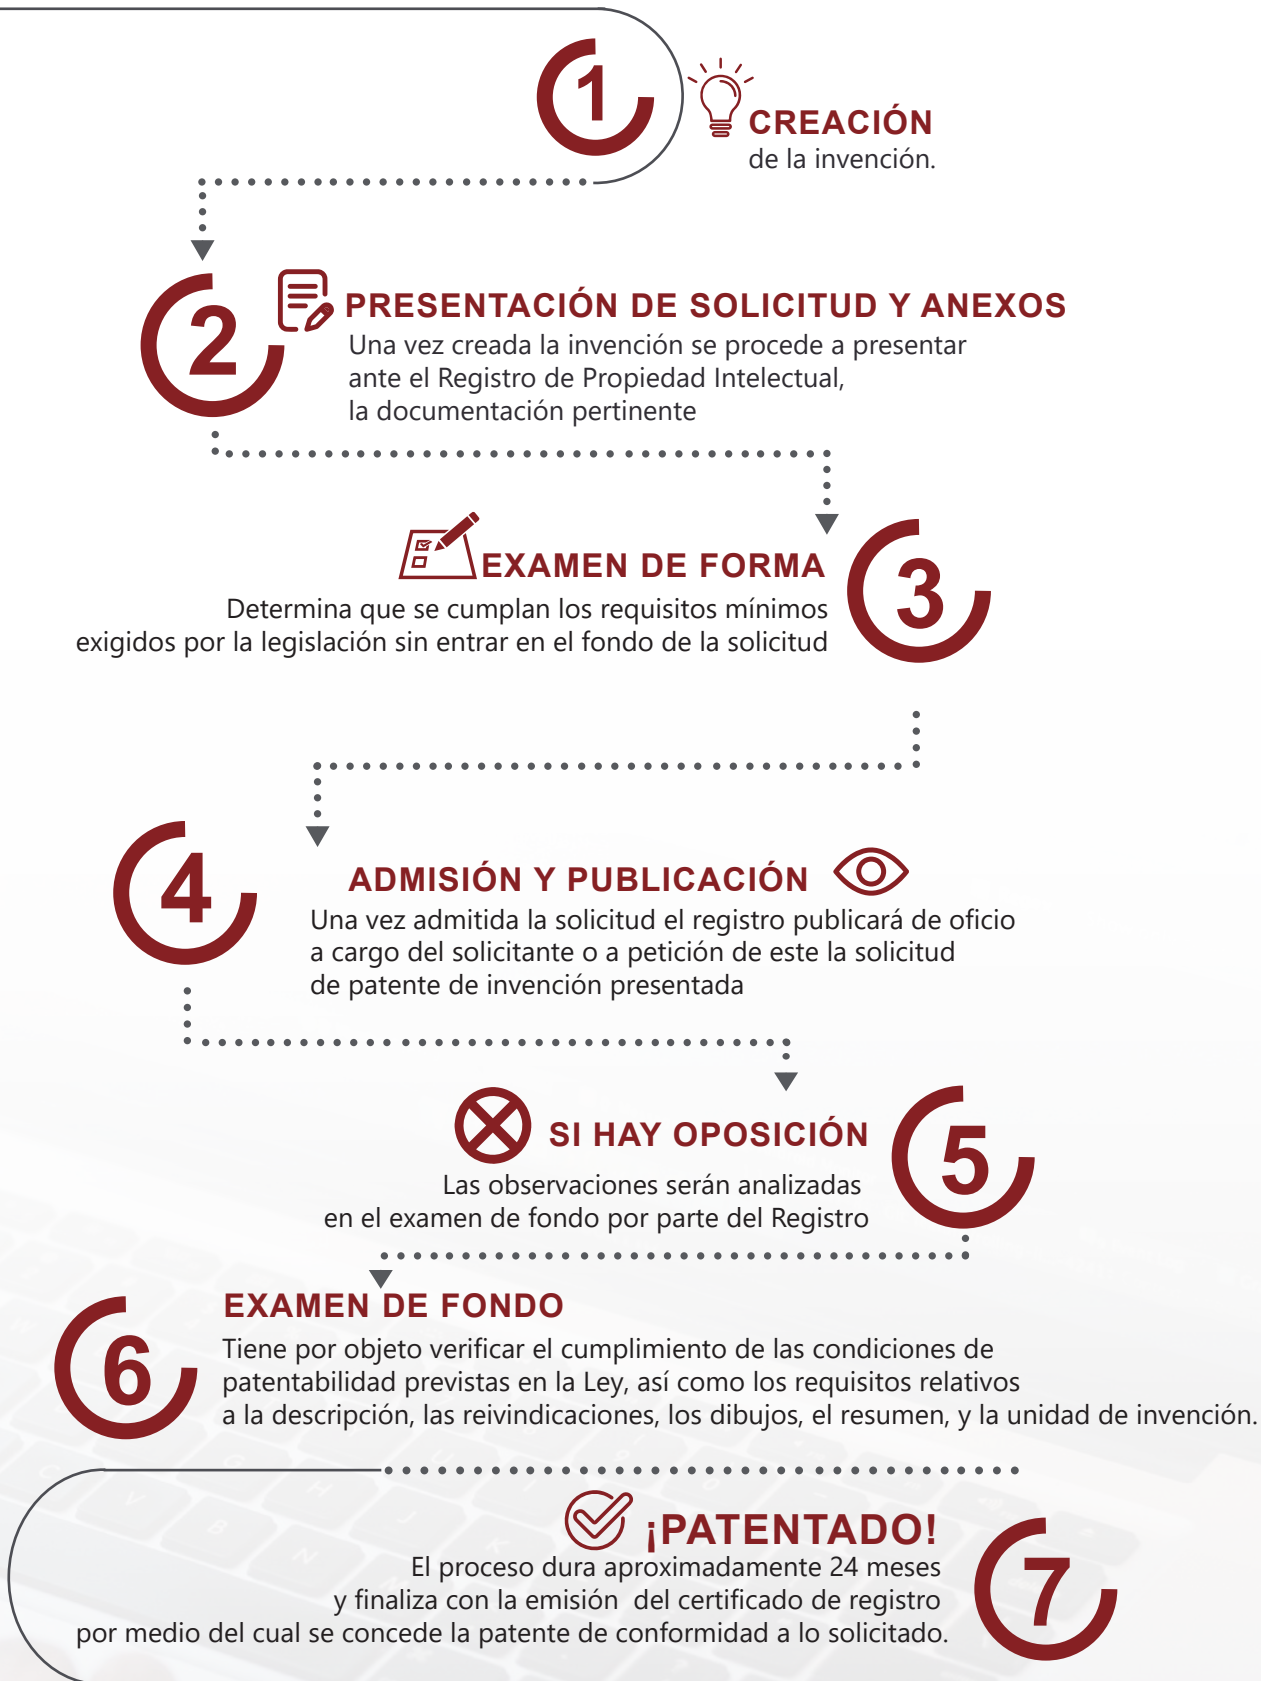 1
CREACIÓN
de la invención.
2
PRESENTACIÓN DE SOLICITUD Y ANEXOS
Una vez creada la invención se procede a presentar
ante el Registro de Propiedad Intelectual,
la documentación pertinente
EXAMEN DE FORMA
3
Determina que se cumplan los requisitos mínimos
exigidos por la legislación sin entrar en el fondo de la solicitud
4
ADMISIÓN Y PUBLICACIÓN
Una vez admitida la solicitud el registro publicará de oficio
a cargo del solicitante o a petición de este la solicitud
de patente de invención presentada
SI HAY OPOSICIÓN
5
Las observaciones serán analizadas
en el examen de fondo por parte del Registro
EXAMEN DE FONDO
6
Tiene por objeto verificar el cumplimiento de las condiciones de
patentabilidad previstas en la Ley, así como los requisitos relativos
a la descripción, las reivindicaciones, los dibujos, el resumen, y la unidad de invención.
¡PATENTADO!
7
El proceso dura aproximadamente 24 meses
y finaliza con la emisión del certificado de registro
por medio del cual se concede la patente de conformidad a lo solicitado.